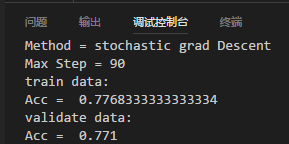 问题 输出 调试控制台 终端
Method = stochastic grad Descent
Max Step = 90
train data:
Acc =  0.7768333333333334
validate data:
Acc =  0.771